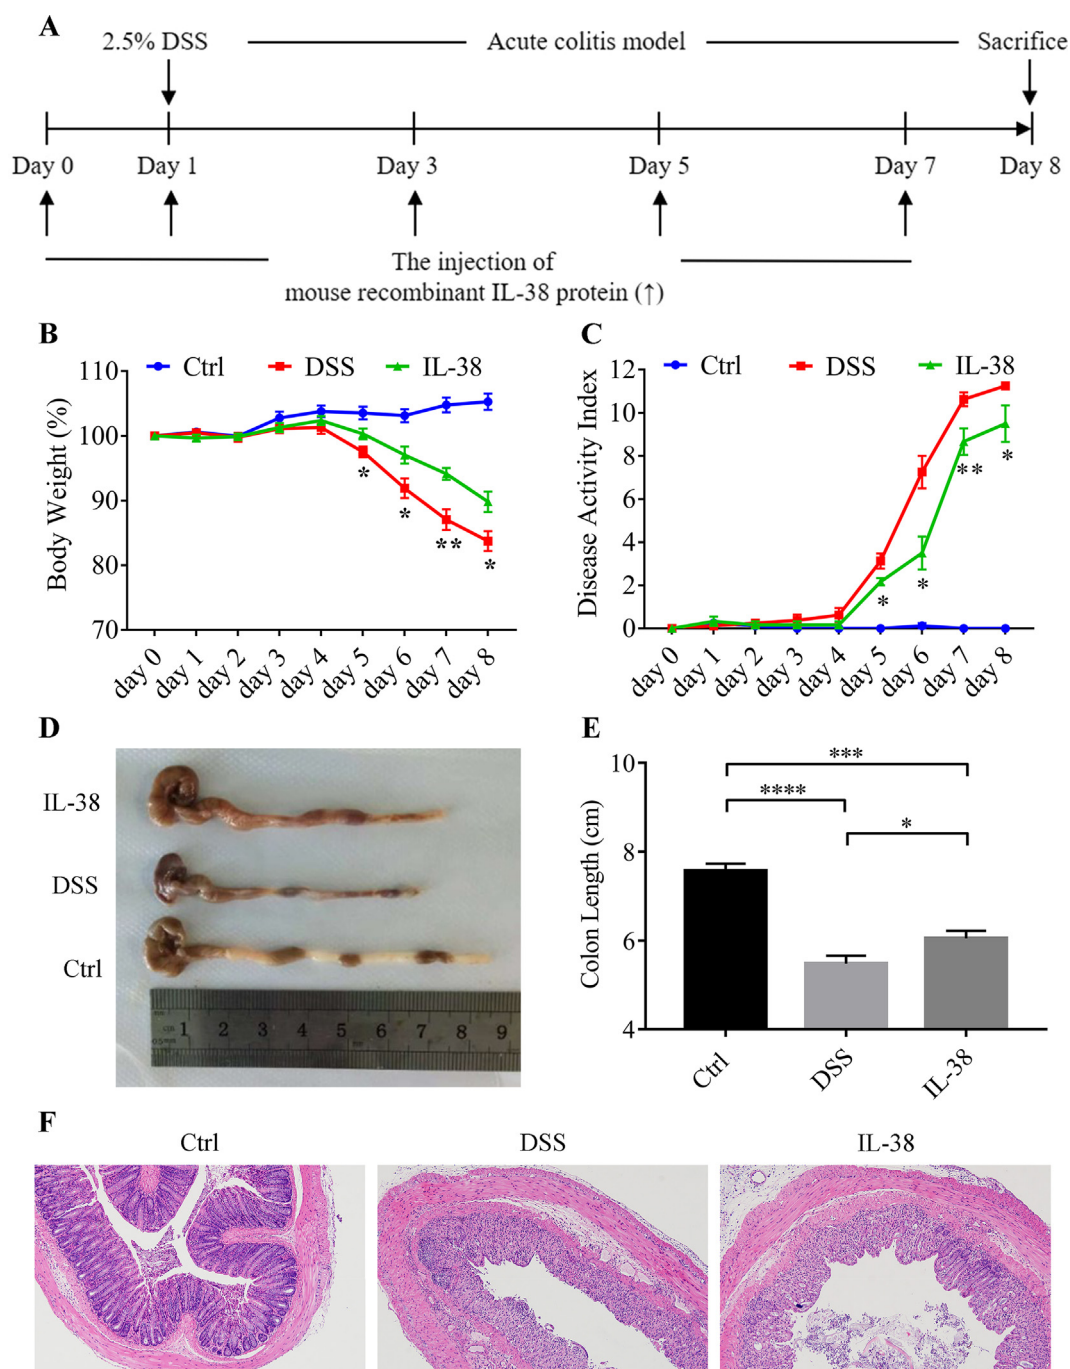 A
2.5% DSS
Acute colitis model
Sacrifice
Day 0
Day 1
Day 3
Day 5
Day 7
Day 8
The injection of
mouse recombinant IL-38 protein (↑)
B
Ctrl
DSS
IL-38
Body Weight (%)
110
100
90
80
70
*
*
**
*
day 0
day 1
day 2
day 3
day 4
day 5
day 6
day 7
day 8
C
Ctrl
DSS
IL-38
Disease Activity Index
12
10
8
6
4
2
0
*
*
**
*
day 0
day 1
day 2
day 3
day 4
day 5
day 6
day 7
day 8
D
IL-38
DSS
Ctrl
1 2 3 4 5 6 7 8 9
E
Colon Length (cm)
10
8
6
4
***
****
*
Ctrl
DSS
IL-38
F
Ctrl
DSS
IL-38